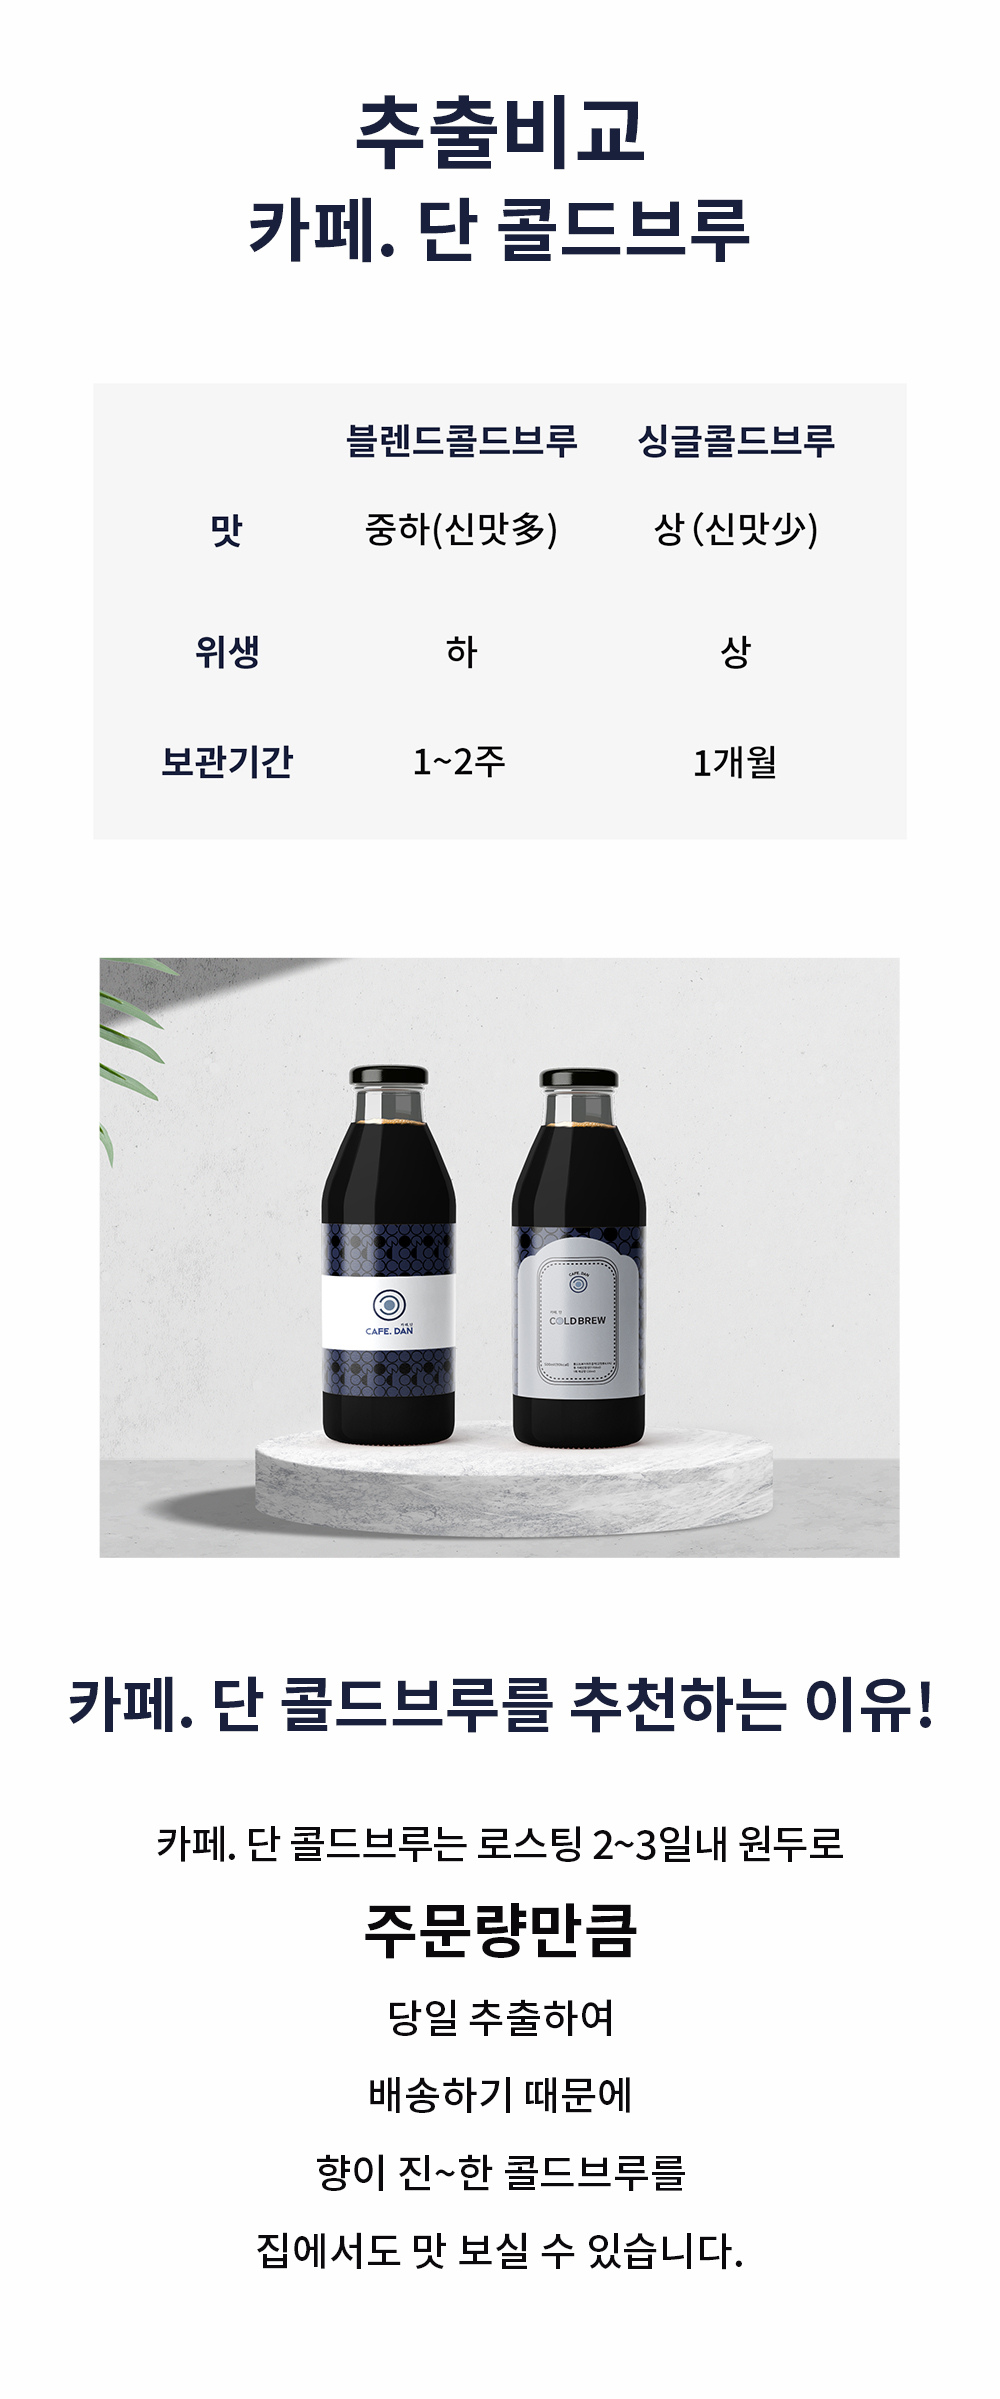 추출비교
카페. 단 콜드브루
블렌드콜드브루 싱글콜드브루
맛 중하(신맛多) 상(신맛少)
위생 하 상
보관기간 1~2주 1개월
CAFE. DAN
CAFE. DAN
COLD BREW
카페. 단 콜드브루를 추천하는 이유!
카페. 단 콜드브루는 로스팅 2~3일내 원두로
주문량만큼
당일 추출하여
배송하기 때문에
향이 진~한 콜드브루를
집에서도 맛 보실 수 있습니다.